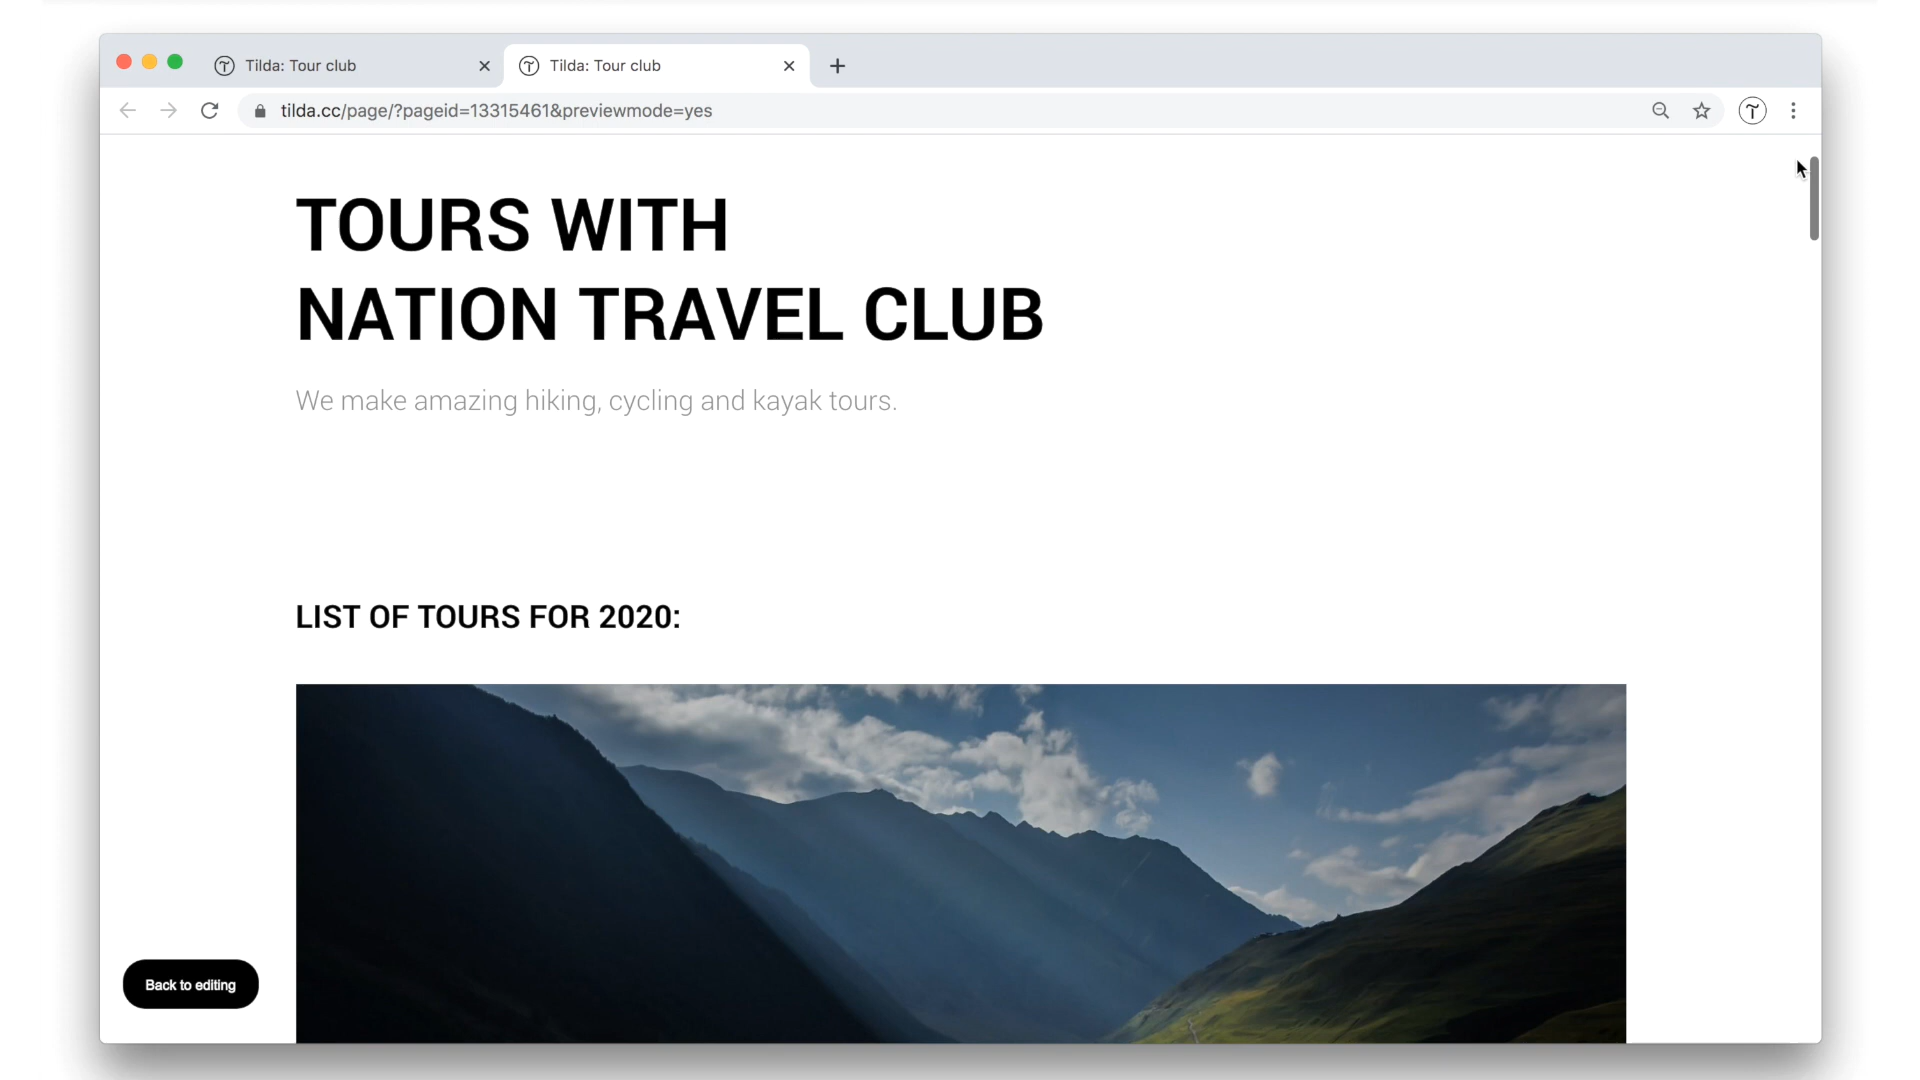 Tilda: Tour club
Tilda: Tour club
tilda.cc/page/?pageid=13315461&previewmode=yes
TOURS WITH
NATION TRAVEL CLUB
We make amazing hiking, cycling and kayak tours.
LIST OF TOURS FOR 2020:
Back to editing